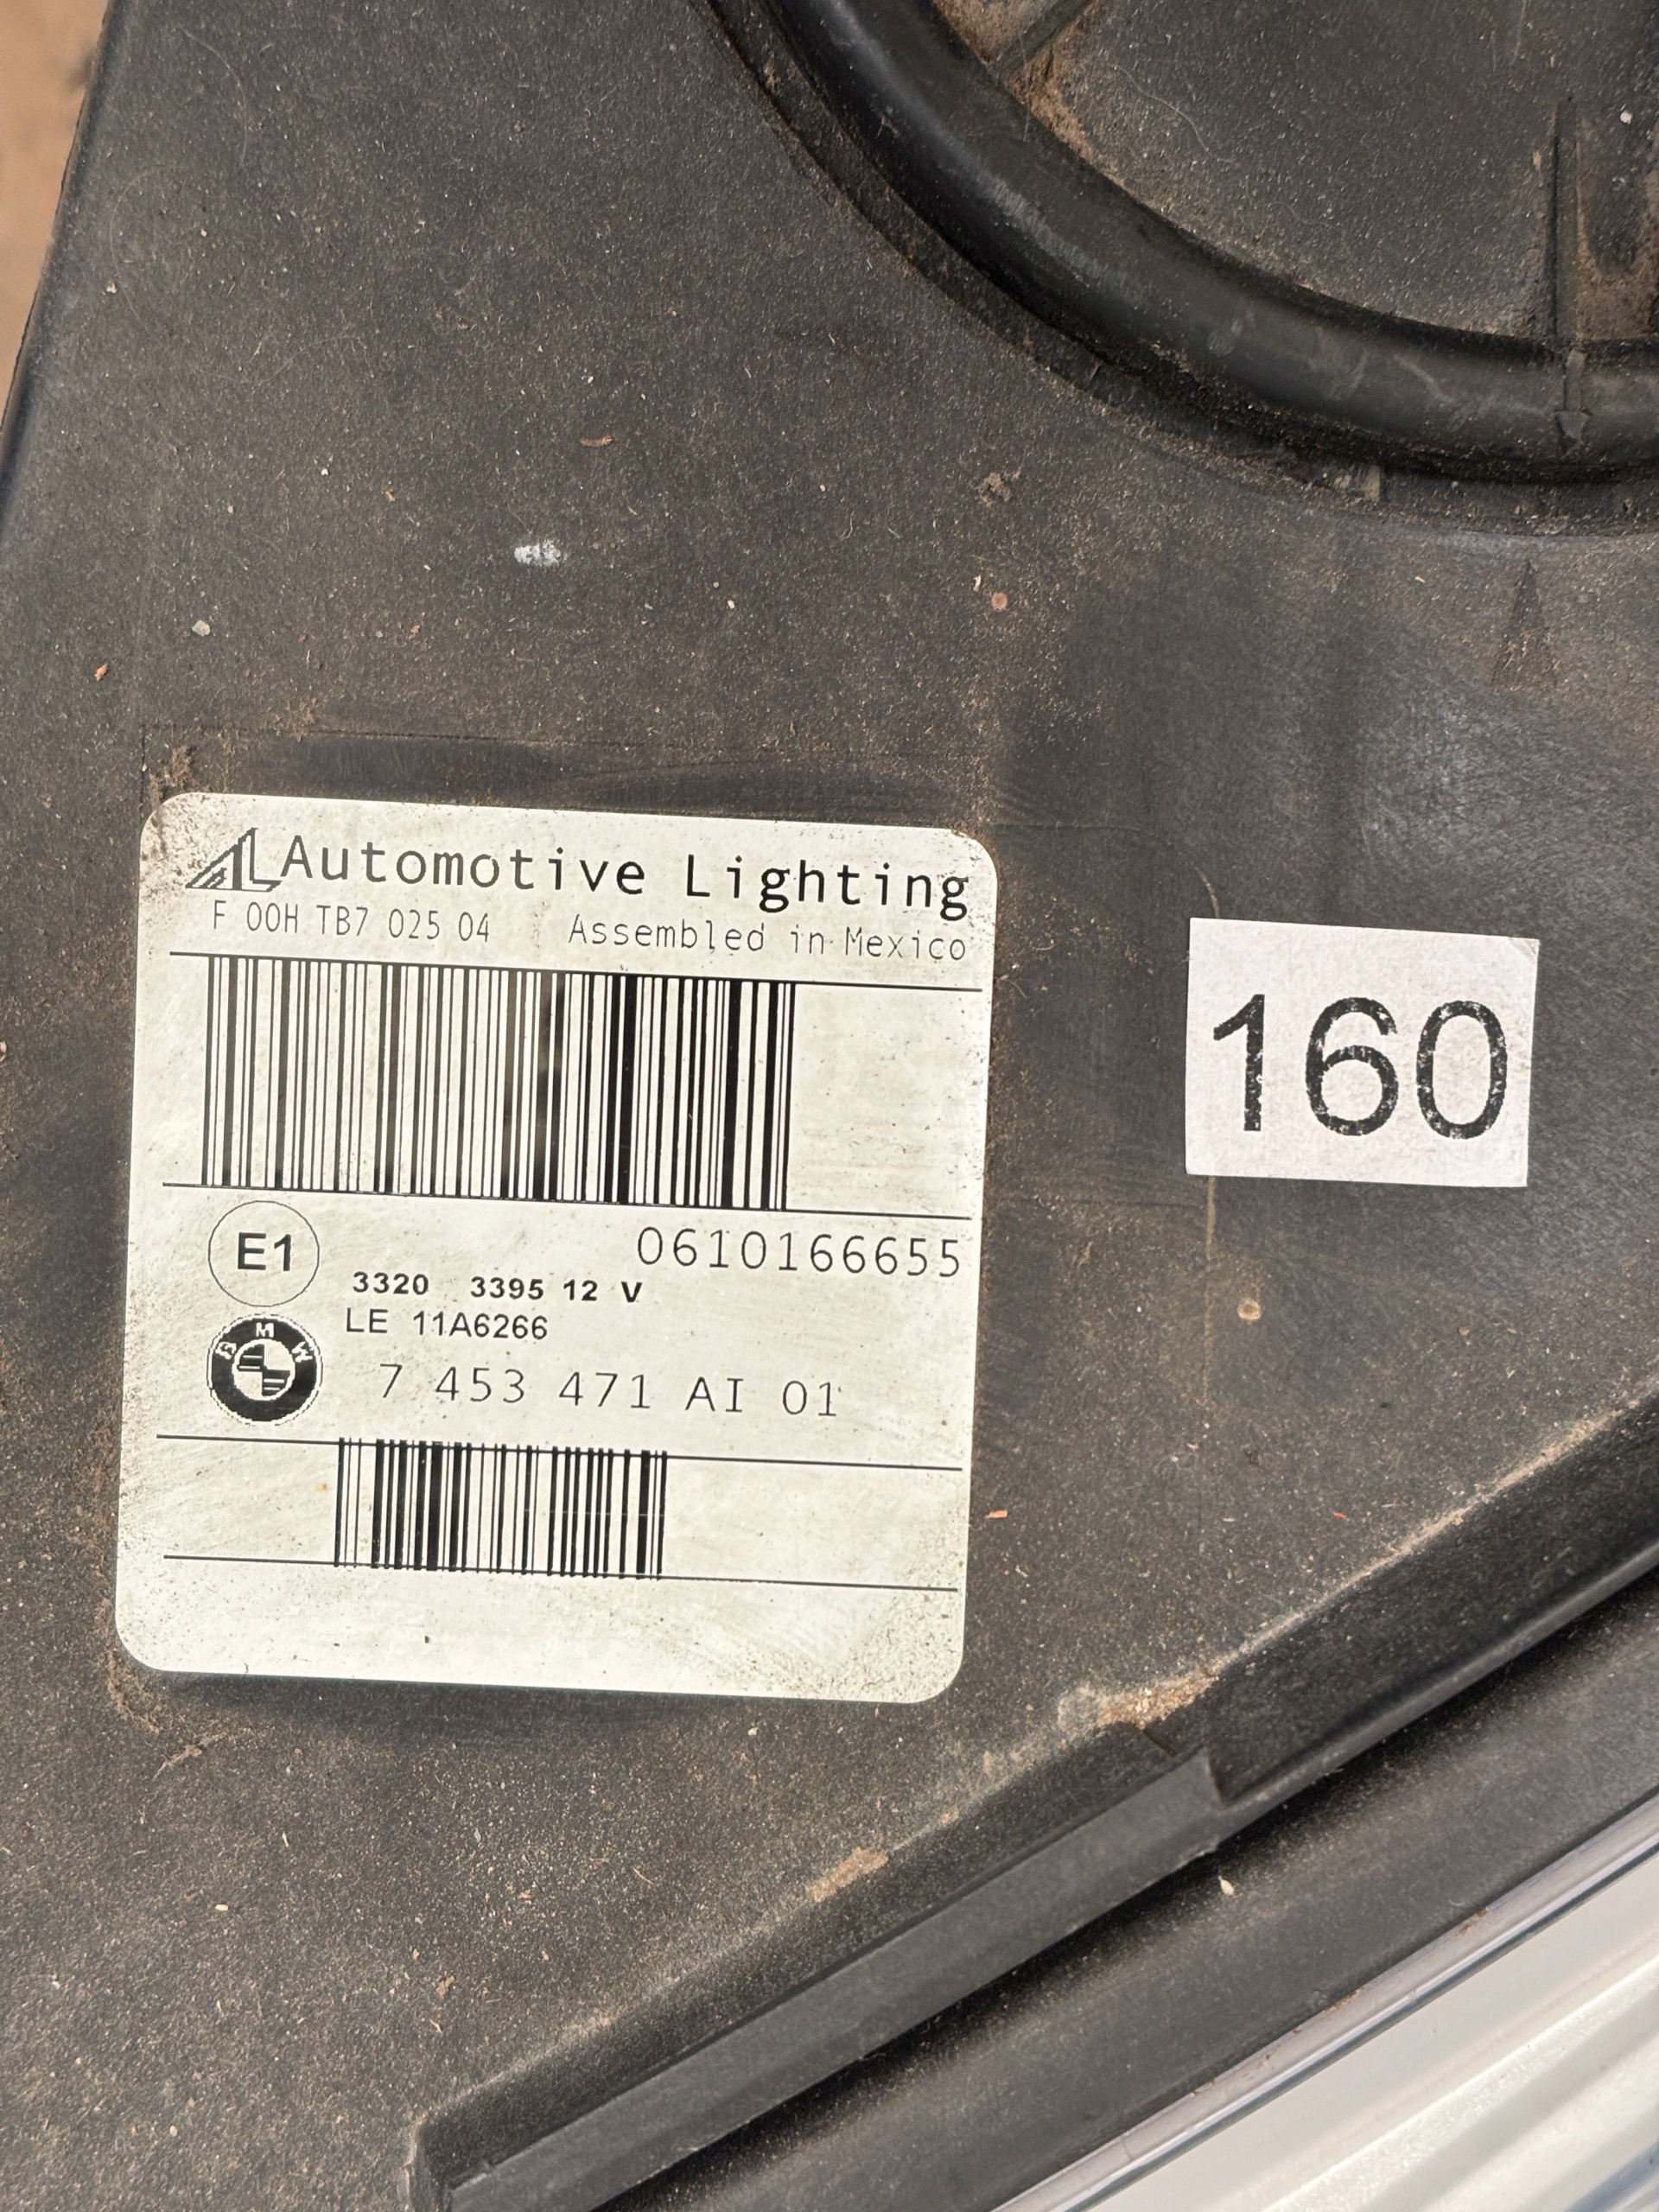 AL Automotive Lighting
F 00H TB7 025 04 Assembled in Mexico
160
E1
0610166655
3320 3395 12 V
LE 11A6266
BMW
7 453 471 AI 01